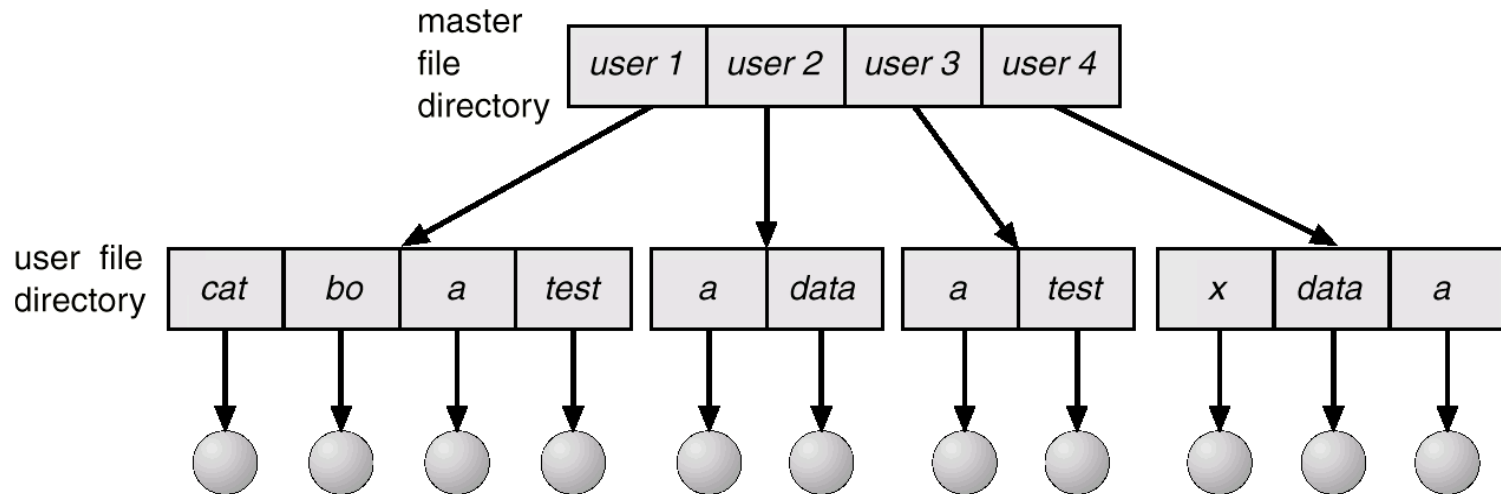 master
file
directory
user 1 user 2 user 3 user 4
user file
directory
cat bo a test a data a test x data a